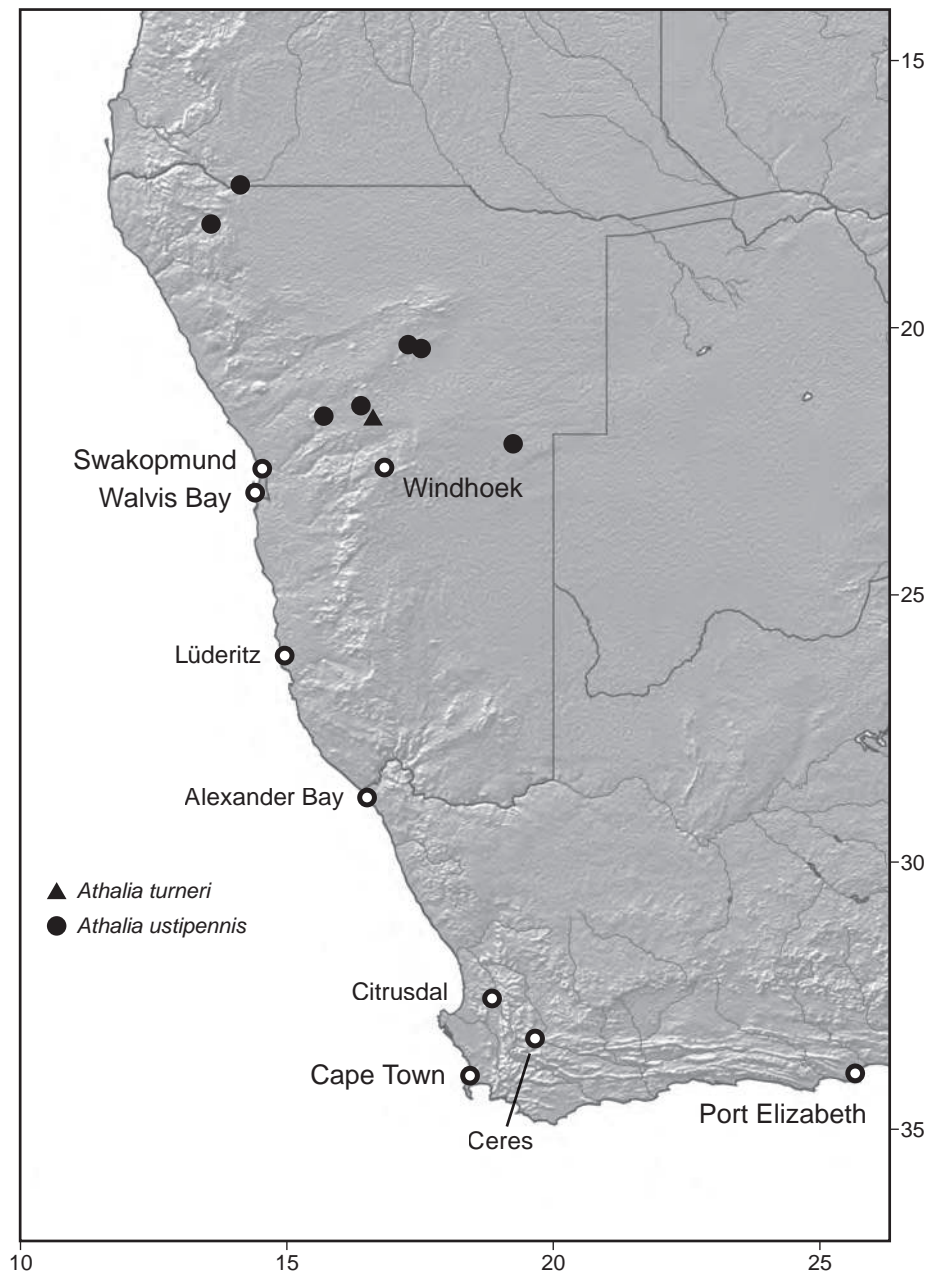 15
20
Swakopmund
Walvis Bay
Windhoek
25
Lüderitz
Alexander Bay
30
Athalia turneri
Athalia ustipennis
Citrusdal
Cape Town
Port Elizabeth
Ceres
35
10
15
20
25